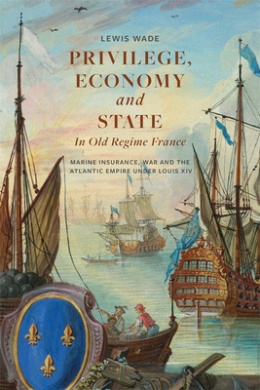 LEWIS WADE
PRIVILEGE,
ECONOMY
and
STATE
In Old Regime France
MARINE INSURANCE, WAR AND THE
ATLANTIC EMPIRE UNDER LOUIS XIV